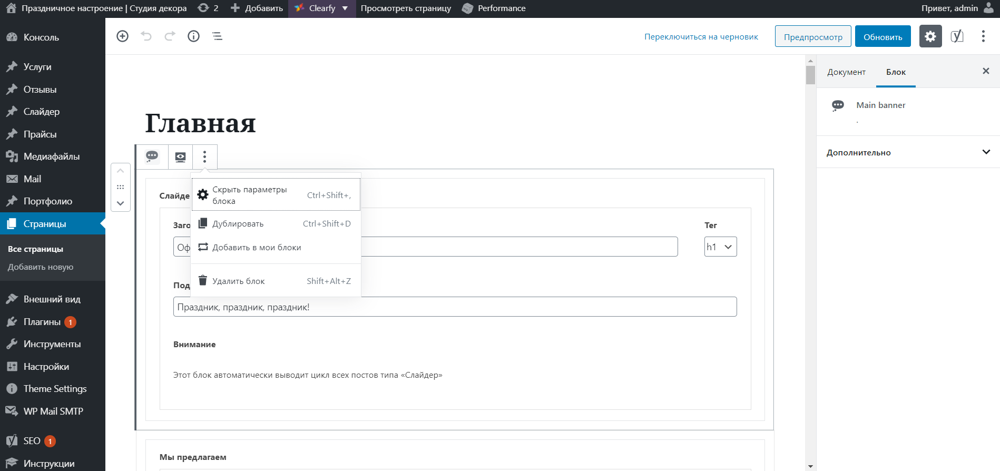 Праздничное настроение | Студия декора 2 Добавить Clearfy Просмотреть страницу Performance Привет, admin
Консоль
Услуги
Отзывы
Слайдер
Прайсы
Медиафайлы
Mail
Портфолио
Страницы
Все страницы
Добавить новую
Внешний вид
Плагины 1
Инструменты
Настройки
Theme Settings
WP Mail SMTP
SEO 1
Инструкции
Переключиться на черновик Предпросмотр Обновить
Главная
Скрыть параметры блока Ctrl+Shift+,
Дублировать Ctrl+Shift+D
Добавить в мои блоки
Удалить блок Shift+Alt+Z
Слайде
Заго Тег
Оф h1
Под
Праздник, праздник, праздник!
Внимание
Этот блок автоматически выводит цикл всех постов типа «Слайдер»
Мы предлагаем
Документ Блок
Main banner
.
Дополнительно